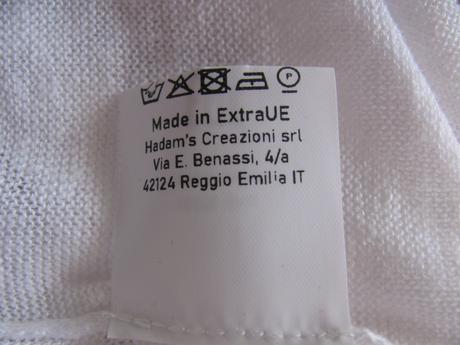 P
Made in ExtraUE
Hadam's Creazioni srl
Via E. Benassi, 4/a
42124 Reggio Emilia IT